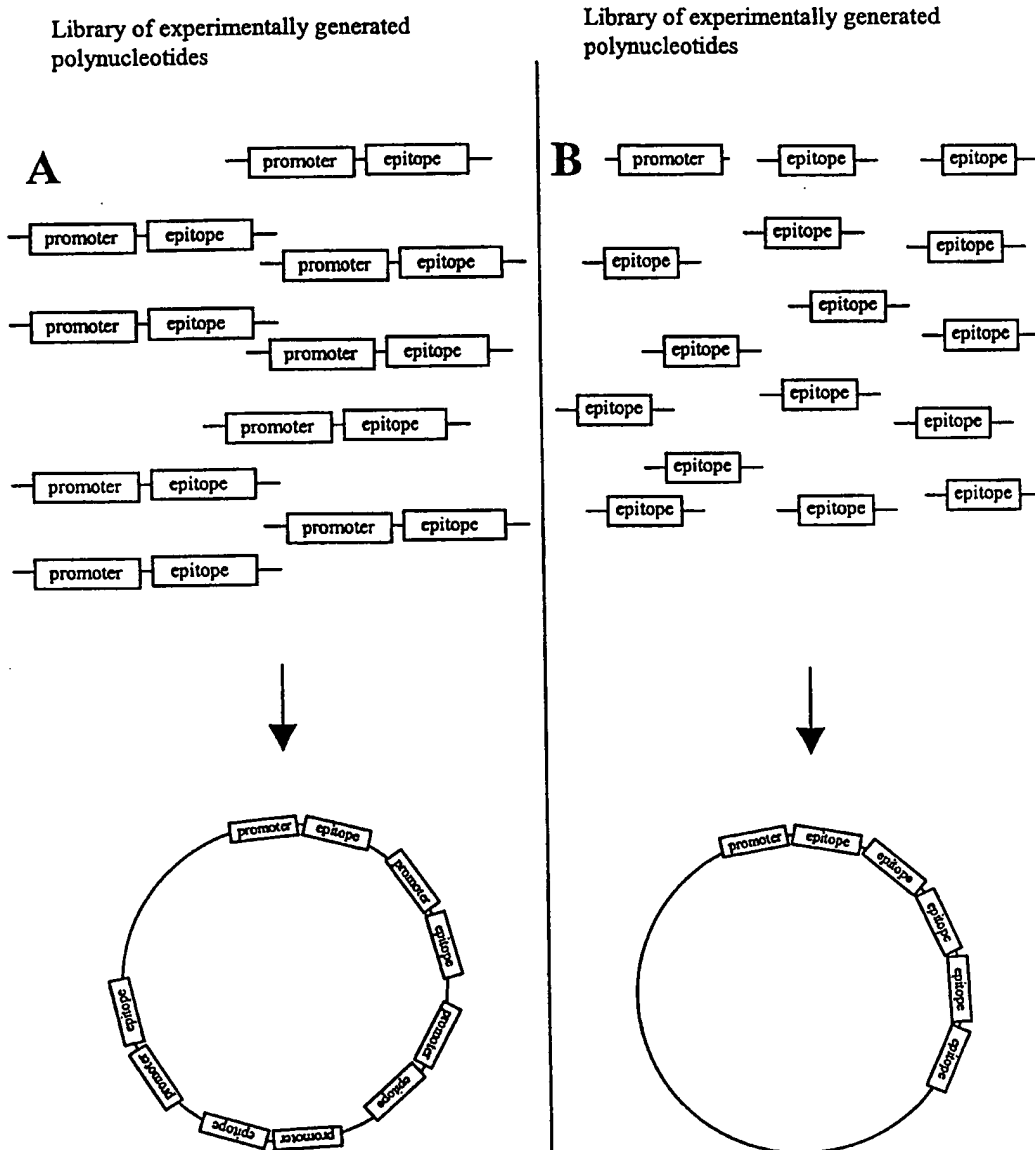 Library of experimentally generated
polynucleotides
A
promoter epitope
promoter epitope
promoter epitope
promoter epitope
promoter epitope
promoter epitope
promoter epitope
promoter epitope
promoter epitope
promoter epitope
promoter epitope
promoter epitope
promoter epitope
promoter epitope
Library of experimentally generated
polynucleotides
B
promoter epitope epitope
epitope
epitope
epitope
epitope
epitope
epitope
epitope
epitope
epitope
epitope
epitope
epitope epitope
promoter
epitope
epitope
epitope
epitope
epitope